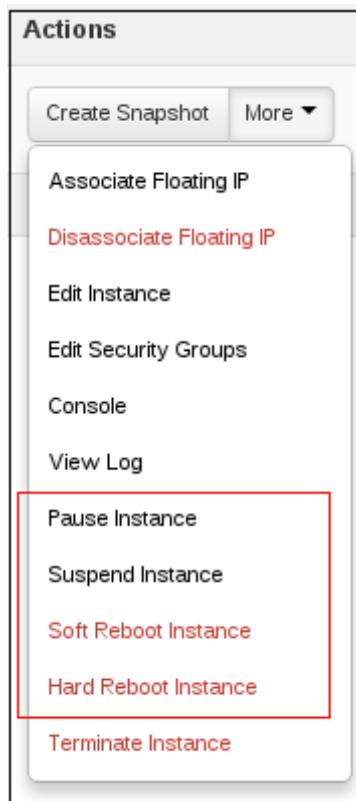 Actions
Create Snapshot More
Associate Floating IP
Disassociate Floating IP
Edit Instance
Edit Security Groups
Console
View Log
Pause Instance
Suspend Instance
Soft Reboot Instance
Hard Reboot Instance
Terminate Instance